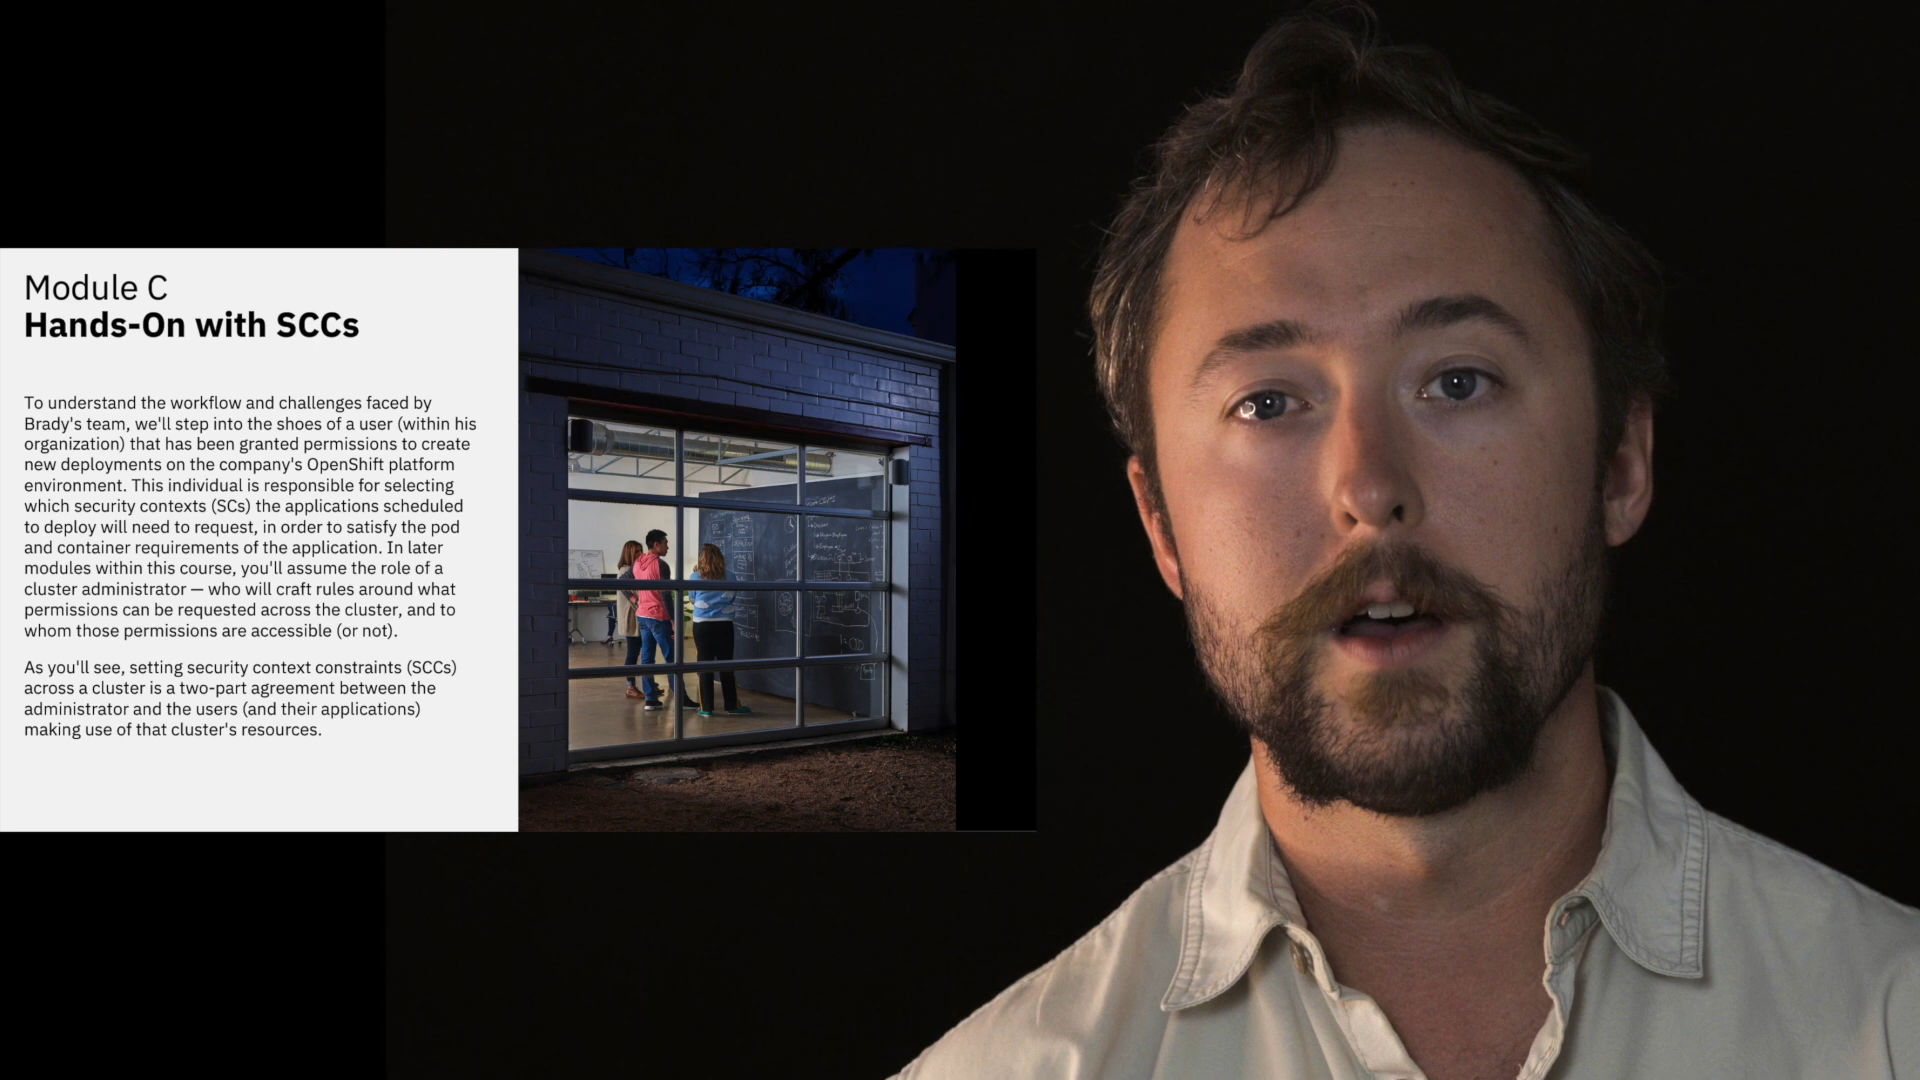 Module C
Hands-On with SCCs
To understand the workflow and challenges faced by
Brady's team, we'll step into the shoes of a user (within his
organization) that has been granted permissions to create
new deployments on the company's OpenShift platform
environment. This individual is responsible for selecting
which security contexts (SCs) the applications scheduled
to deploy will need to request, in order to satisfy the pod
and container requirements of the application. In later
modules within this course, you'll assume the role of a
cluster administrator — who will craft rules around what
permissions can be requested across the cluster, and to
whom those permissions are accessible (or not).
As you'll see, setting security context constraints (SCCs)
across a cluster is a two-part agreement between the
administrator and the users (and their applications)
making use of that cluster's resources.